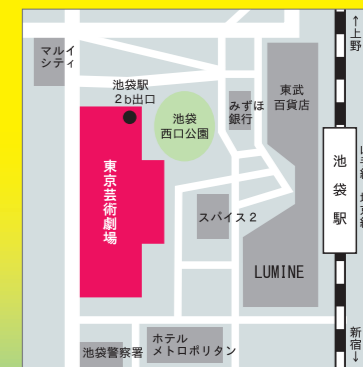 ↑上野
マルイ
シティ
池袋駅
2b出口
池袋
西口公園
みずほ
銀行
東武
百貨店
池袋駅
東京芸術劇場
スパイス2
LUMINE
池袋警察署
ホテル
メトロポリタン
新宿↓